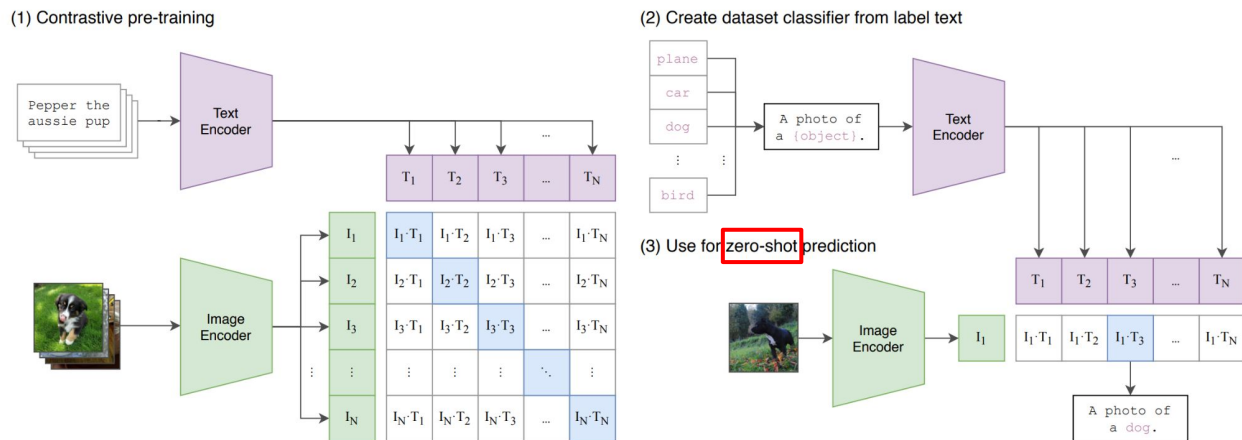 (1) Contrastive pre-training
Pepper the
aussie pup
Text
Encoder
...
T1 T2 T3 ... TN
Image
Encoder
I1 I1·T1 I1·T2 I1·T3 ... I1·TN
I2 I2·T1 I2·T2 I2·T3 ... I2·TN
I3 I3·T1 I3·T2 I3·T3 ... I3·TN
⋮ ⋮ ⋮ ⋮ ⋮ ⋱ ⋮
IN IN·T1 IN·T2 IN·T3 ... IN·TN
(2) Create dataset classifier from label text
plane
car
dog
⋮ ⋮
bird
A photo of
a {object}.
Text
Encoder
...
(3) Use for zero-shot prediction
T1 T2 T3 ... TN
Image
Encoder
I1 I1·T1 I1·T2 I1·T3 ... I1·TN
A photo of
a dog.